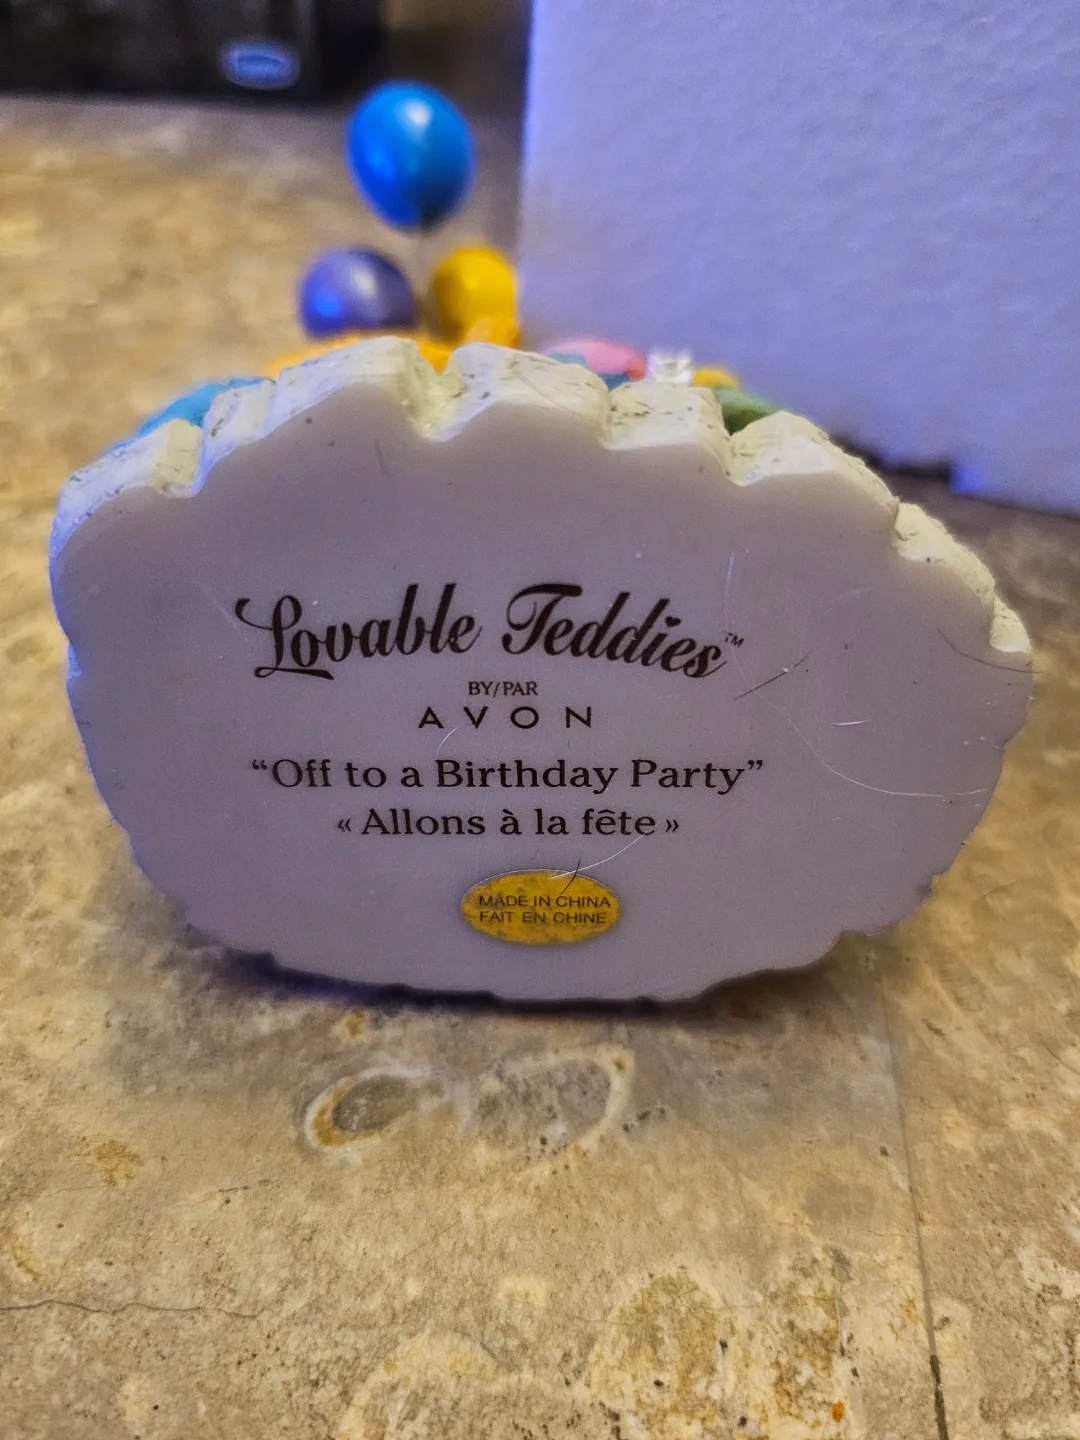 Lovable Teddies™
BY/PAR
AVON
“Off to a Birthday Party”
« Allons à la fête »
MADE IN CHINA
FAIT EN CHINE